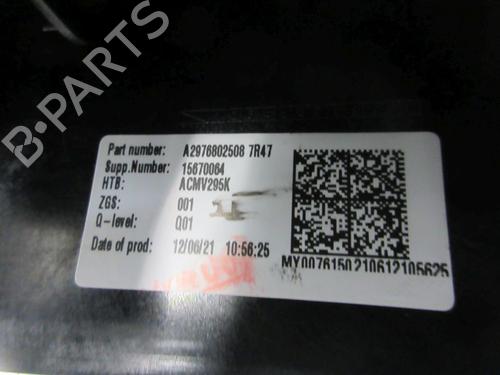 B-PARTS
Part number: A2976802508 7R47
Supp.Number: 15870064
HTB: ACMV295K
ZGS: 001
Q-level: Q01
Date of prod: 12/06/21 10:56:25
MY0076150210612105625